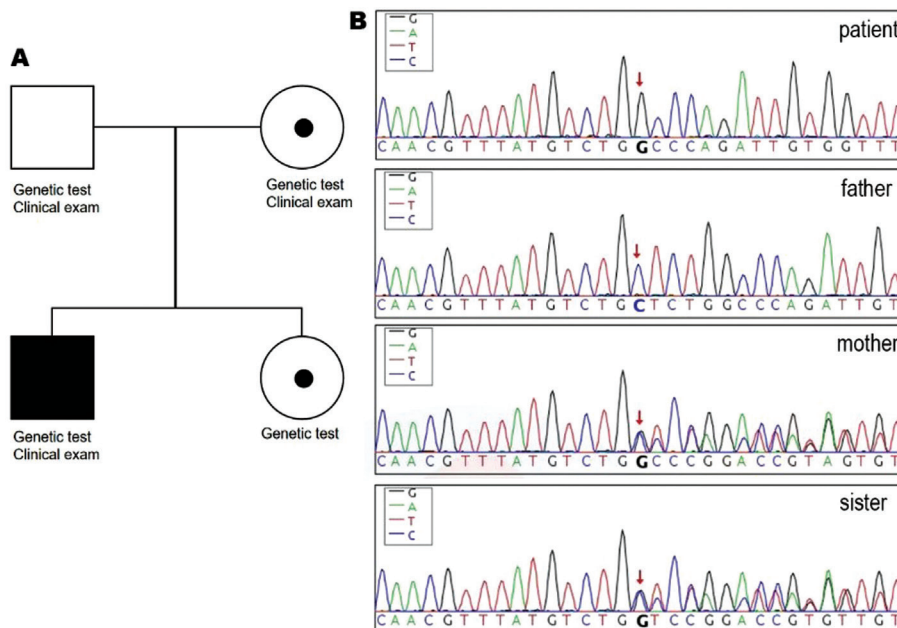 A
Genetic test
Clinical exam
Genetic test
Clinical exam
Genetic test
Clinical exam
Genetic test
B
G
A
T
C
patient
C A A C G T T T A T G T C T G G C C C A G A T T G T G G T T T
G
A
T
C
father
C A A C G T T T A T G T C T G C T C T G G C C C A G A T T G T
G
A
T
C
mother
C A A C G T T T A T G T C T G G C C C G G A C C G T A G T G T
G
A
T
C
sister
C A A C G T T T A T G T C T G G T C C G G A C C G T G T T G T